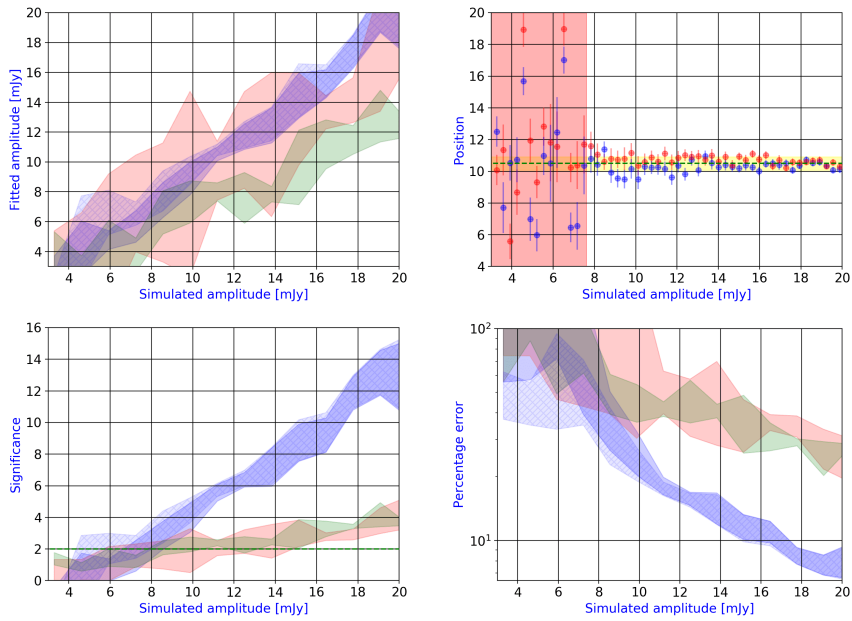 20
18
16
14
12
10
8
6
4
Fitted amplitude [mJy]
4 6 8 10 12 14 16 18 20
Simulated amplitude [mJy]
20
18
16
14
12
10
8
6
4
Position
4 6 8 10 12 14 16 18 20
Simulated amplitude [mJy]
16
14
12
10
8
6
4
2
0
Significance
4 6 8 10 12 14 16 18 20
Simulated amplitude [mJy]
10²
10¹
Percentage error
4 6 8 10 12 14 16 18 20
Simulated amplitude [mJy]